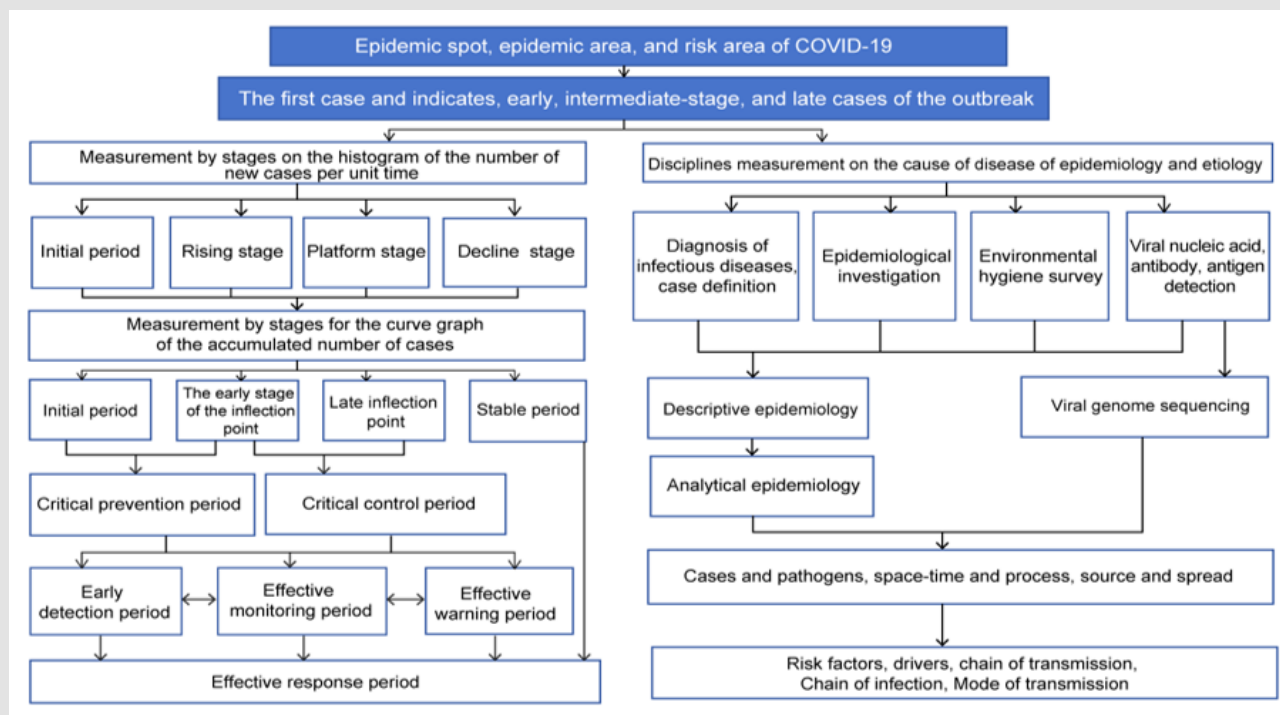 Epidemic spot, epidemic area, and risk area of COVID-19
The first case and indicates, early, intermediate-stage, and late cases of the outbreak
Measurement by stages on the histogram of the number of
new cases per unit time
Initial period
Rising stage
Platform stage
Decline stage
Measurement by stages for the curve graph
of the accumulated number of cases
Initial period
The early stage
of the inflection
point
Late inflection
point
Stable period
Critical prevention period
Critical control period
Early
detection period
Effective
monitoring period
Effective
warning period
Effective response period
Disciplines measurement on the cause of disease of epidemiology and etiology
Diagnosis of
infectious diseases,
case definition
Epidemiological
investigation
Environmental
hygiene survey
Viral nucleic acid,
antibody, antigen
detection
Descriptive epidemiology
Viral genome sequencing
Analytical epidemiology
Cases and pathogens, space-time and process, source and spread
Risk factors, drivers, chain of transmission,
Chain of infection, Mode of transmission